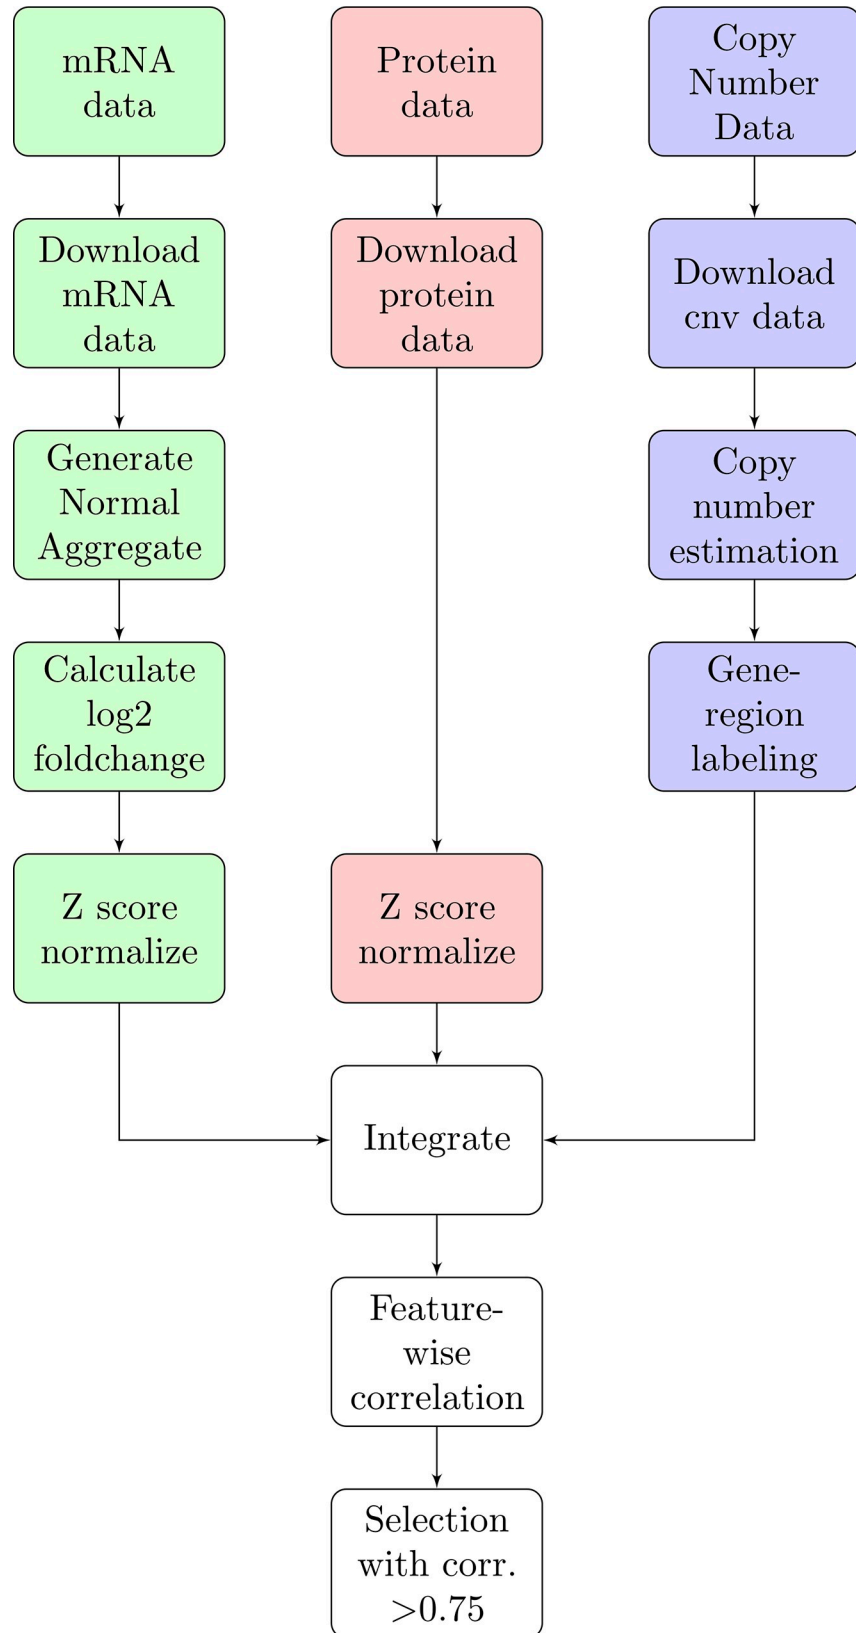 mRNA
data
Protein
data
Copy
Number
Data
Download
mRNA
data
Download
protein
data
Download
cnv data
Generate
Normal
Aggregate
Copy
number
estimation
Calculate
log2
foldchange
Gene-
region
labeling
Z score
normalize
Z score
normalize
Integrate
Feature-
wise
correlation
Selection
with corr.
>0.75